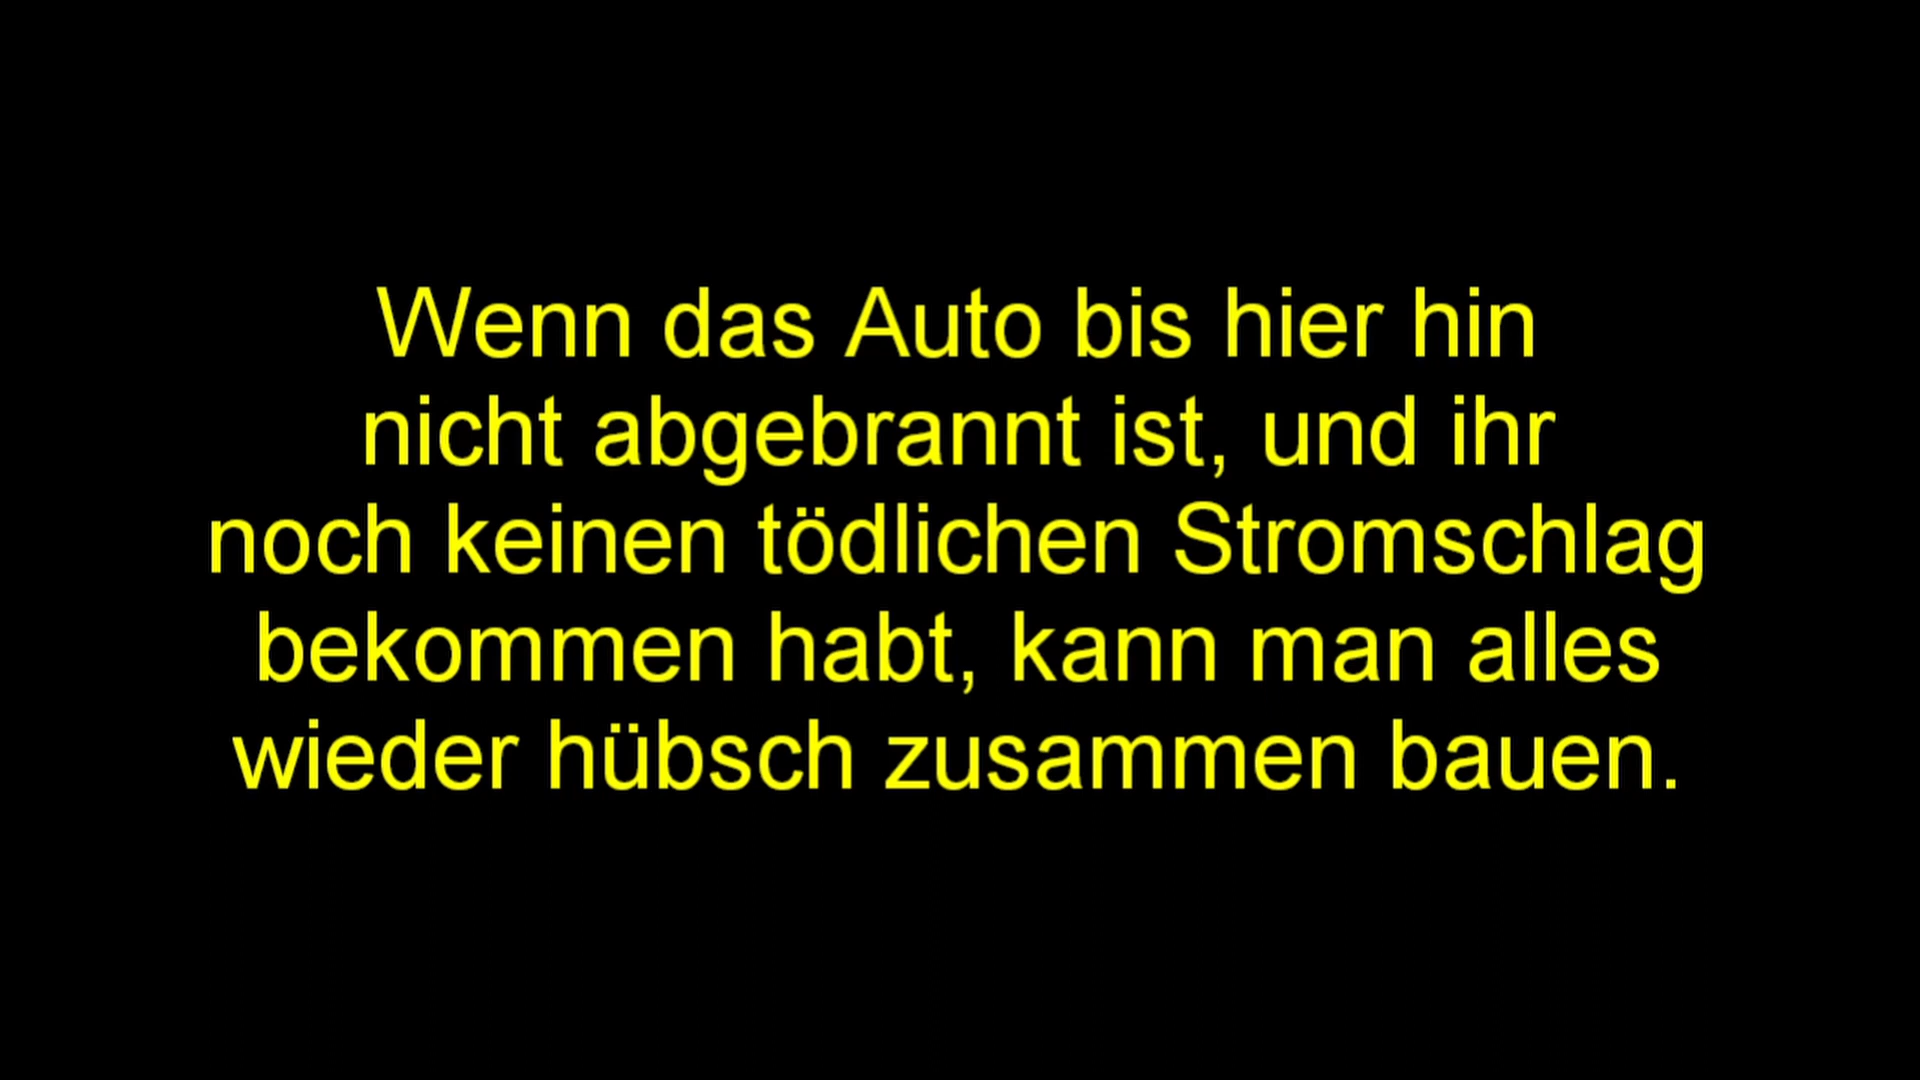 Wenn das Auto bis hier hin
nicht abgebrannt ist, und ihr
noch keinen tödlichen Stromschlag
bekommen habt, kann man alles
wieder hübsch zusammen bauen.